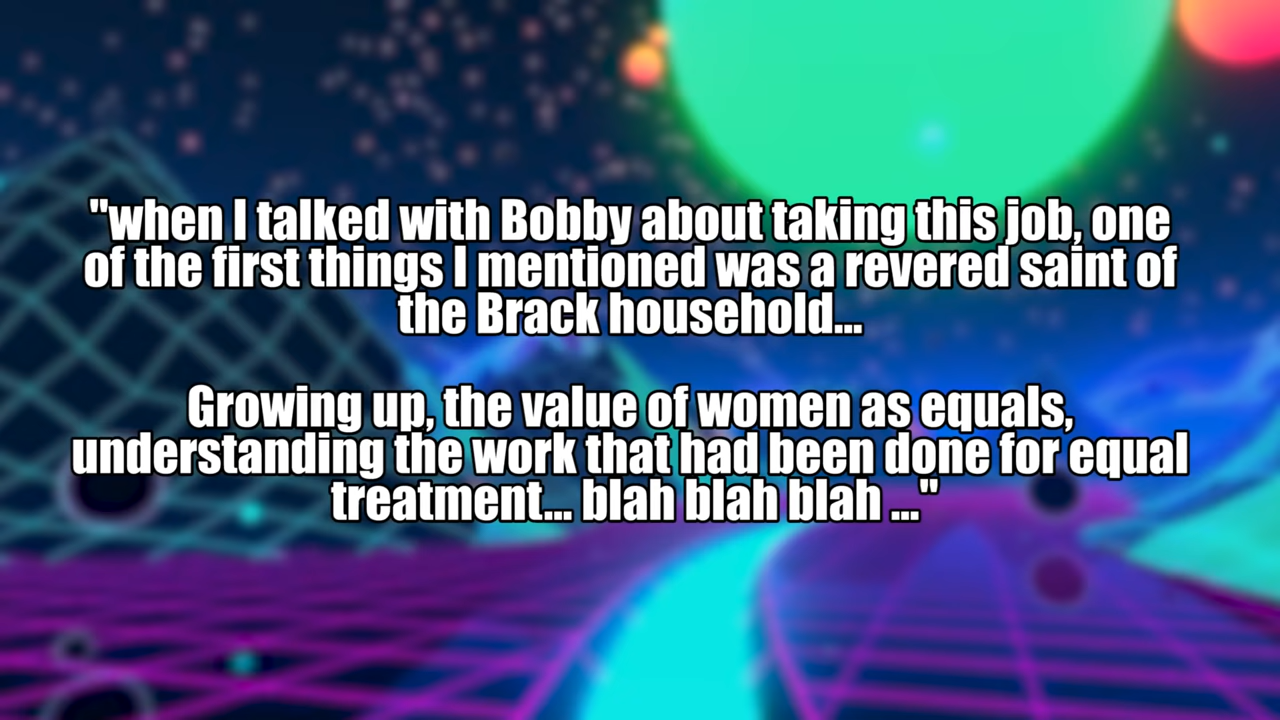 "when I talked with Bobby about taking this job, one
of the first things I mentioned was a revered saint of
the Brack household...
Growing up, the value of women as equals,
understanding the work that had been done for equal
treatment... blah blah blah ..."